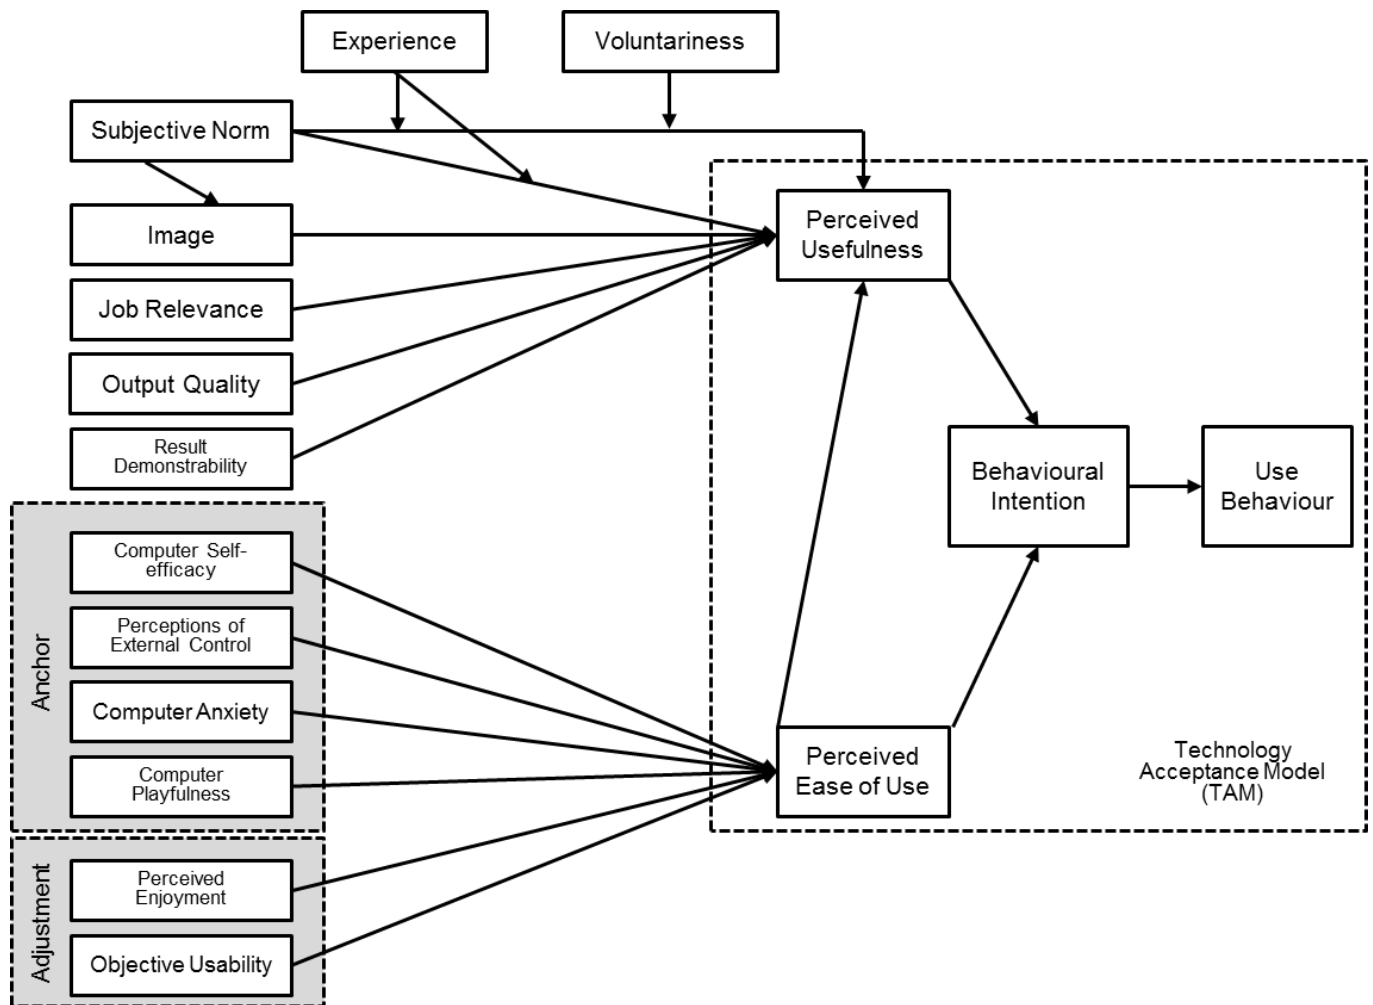 Experience
Voluntariness
Subjective Norm
Image
Job Relevance
Output Quality
Result
Demonstrability
Perceived
Usefulness
Behavioural
Intention
Use
Behaviour
Anchor
Computer Self-
efficacy
Perceptions of
External Control
Computer Anxiety
Computer
Playfulness
Perceived
Ease of Use
Technology
Acceptance Model
(TAM)
Adjustment
Perceived
Enjoyment
Objective Usability